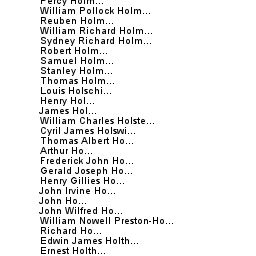 Percy Holm...
William Pollock Holm...
Reuben Holm...
William Richard Holm...
Sydney Richard Holm...
Robert Holm...
Samuel Holm...
Stanley Holm...
Thomas Holm...
Louis Holschi...
Henry Hol...
James Hol...
William Charles Holste...
Cyril James Holswi...
Thomas Albert Ho...
Arthur Ho...
Frederick John Ho...
Gerald Joseph Ho...
Henry Gillies Ho...
John Irvine Ho...
John Ho...
John Wilfred Ho...
William Nowell Preston-Ho...
Richard Ho...
Edwin James Holth...
Ernest Holth...